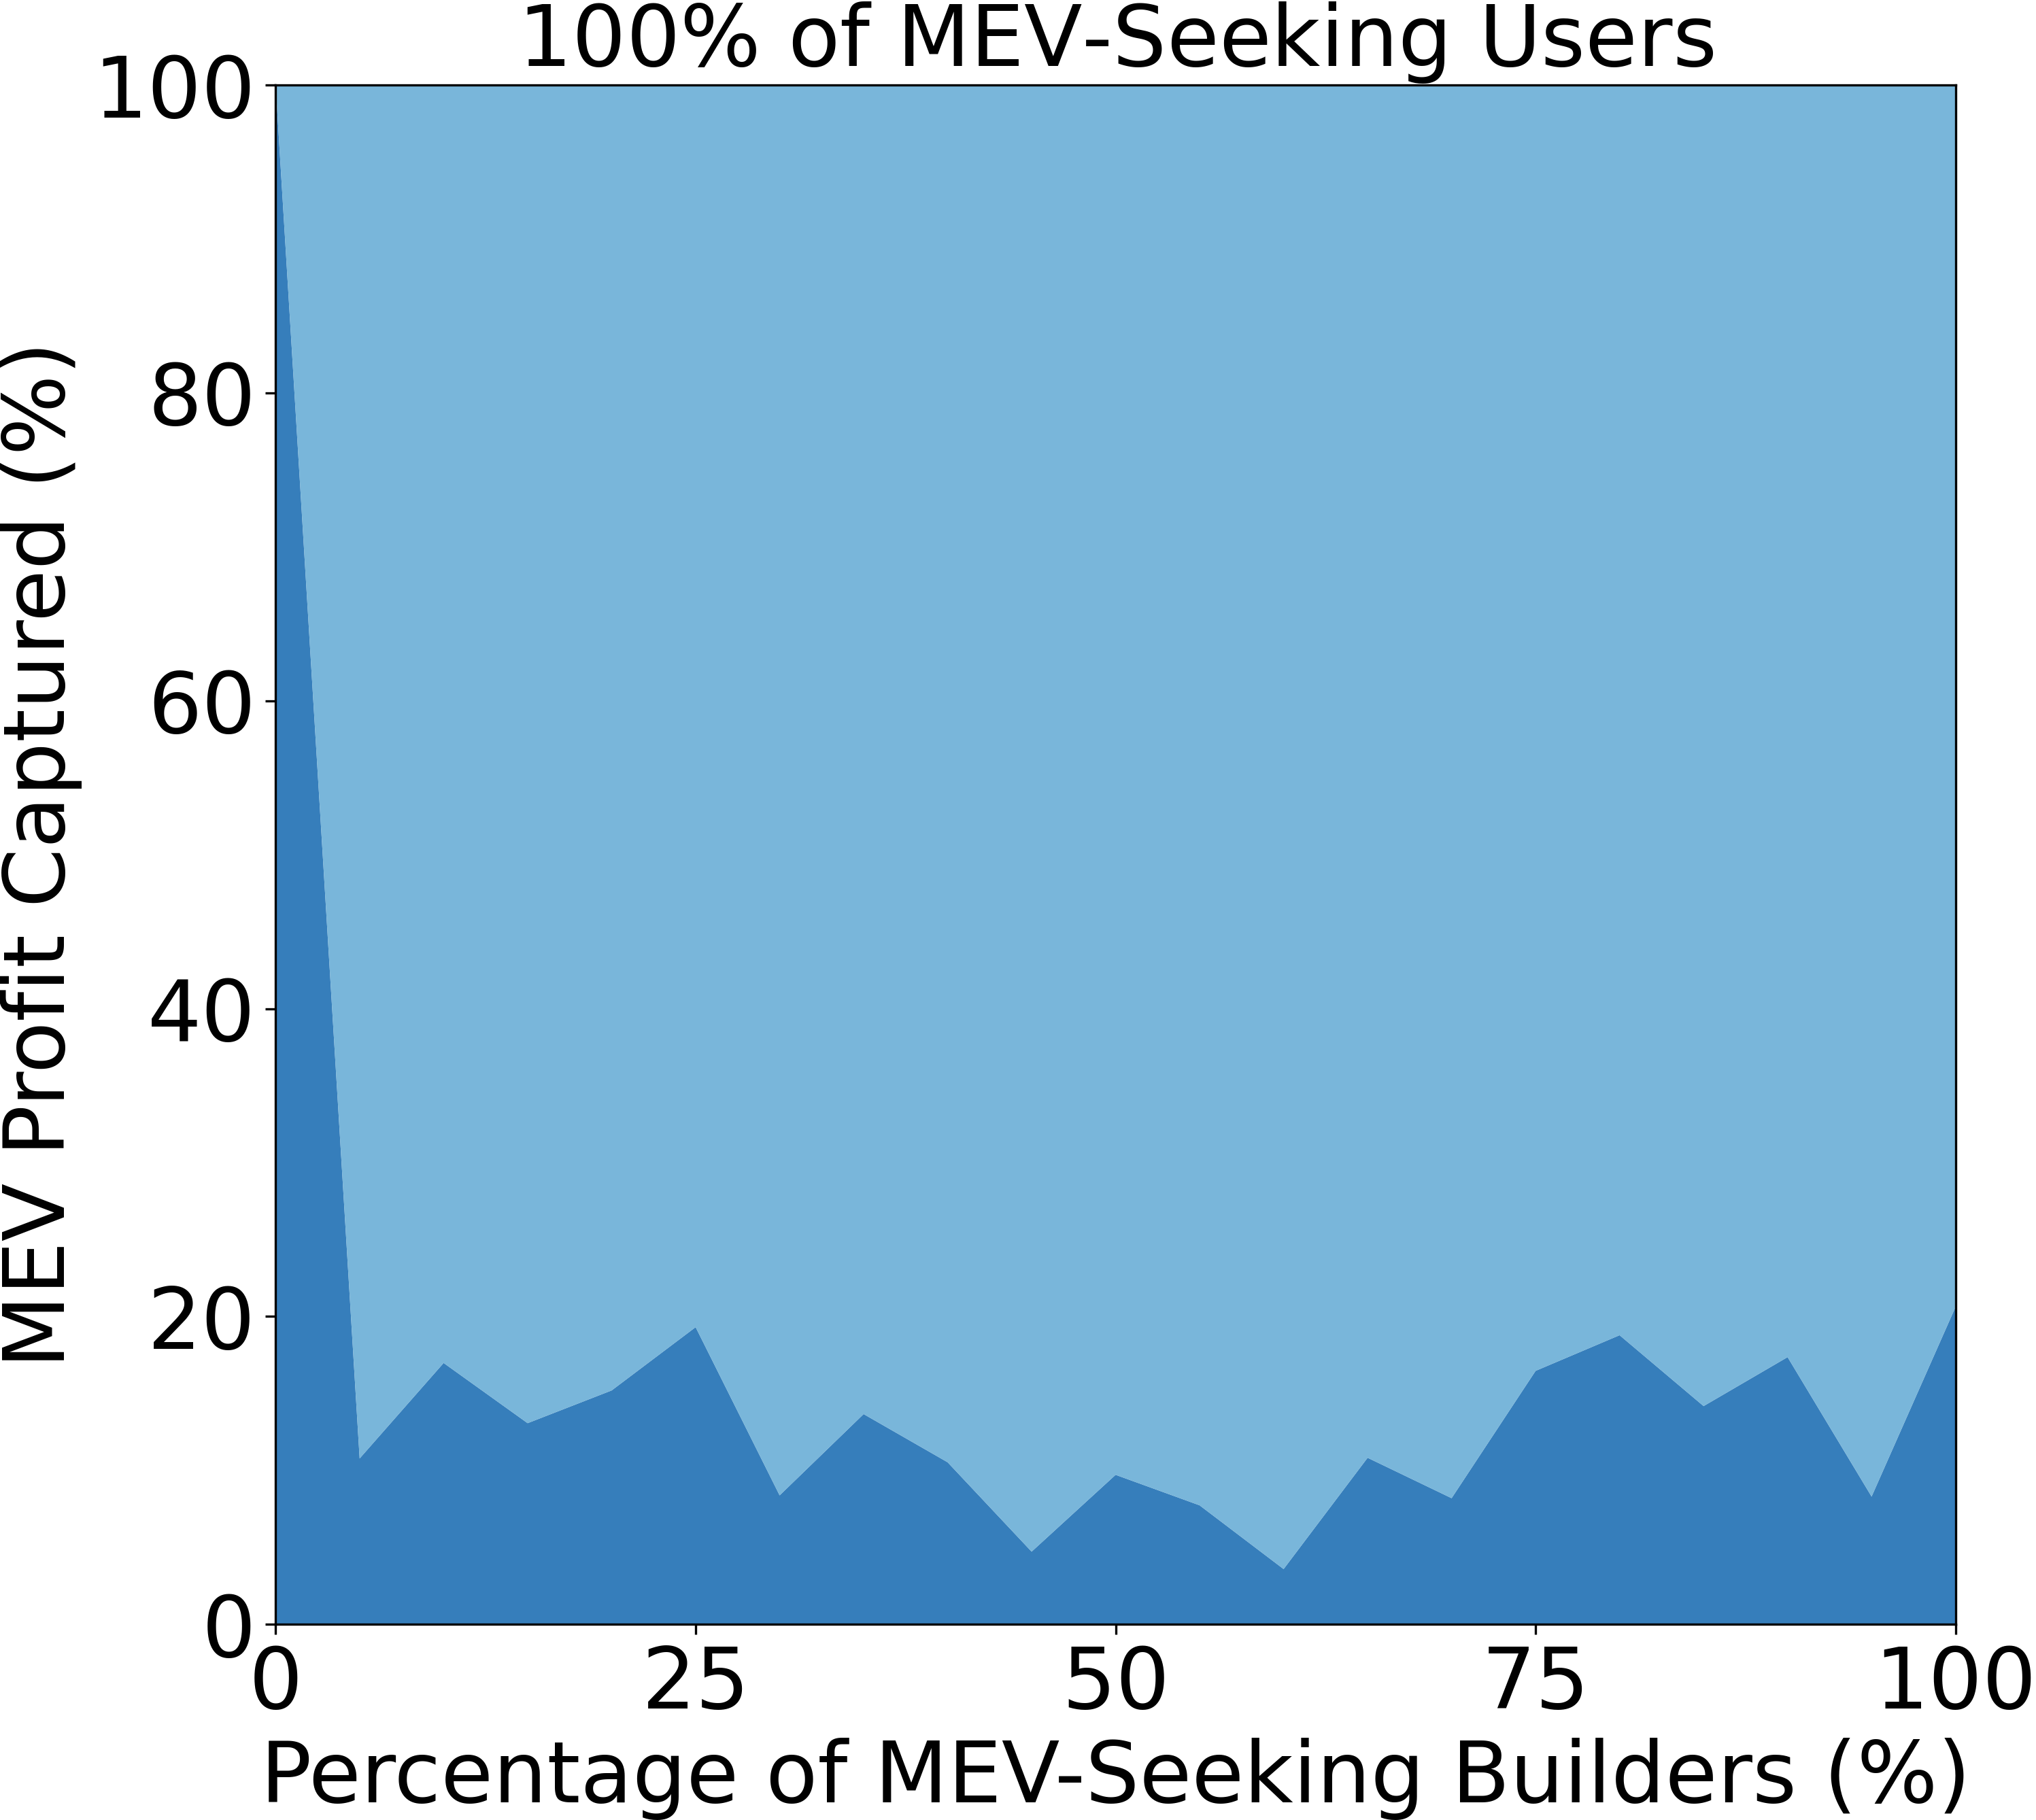 100% of MEV-Seeking Users
MEV Profit Captured (%)
100
80
60
40
20
0
0 25 50 75 100
Percentage of MEV-Seeking Builders (%)